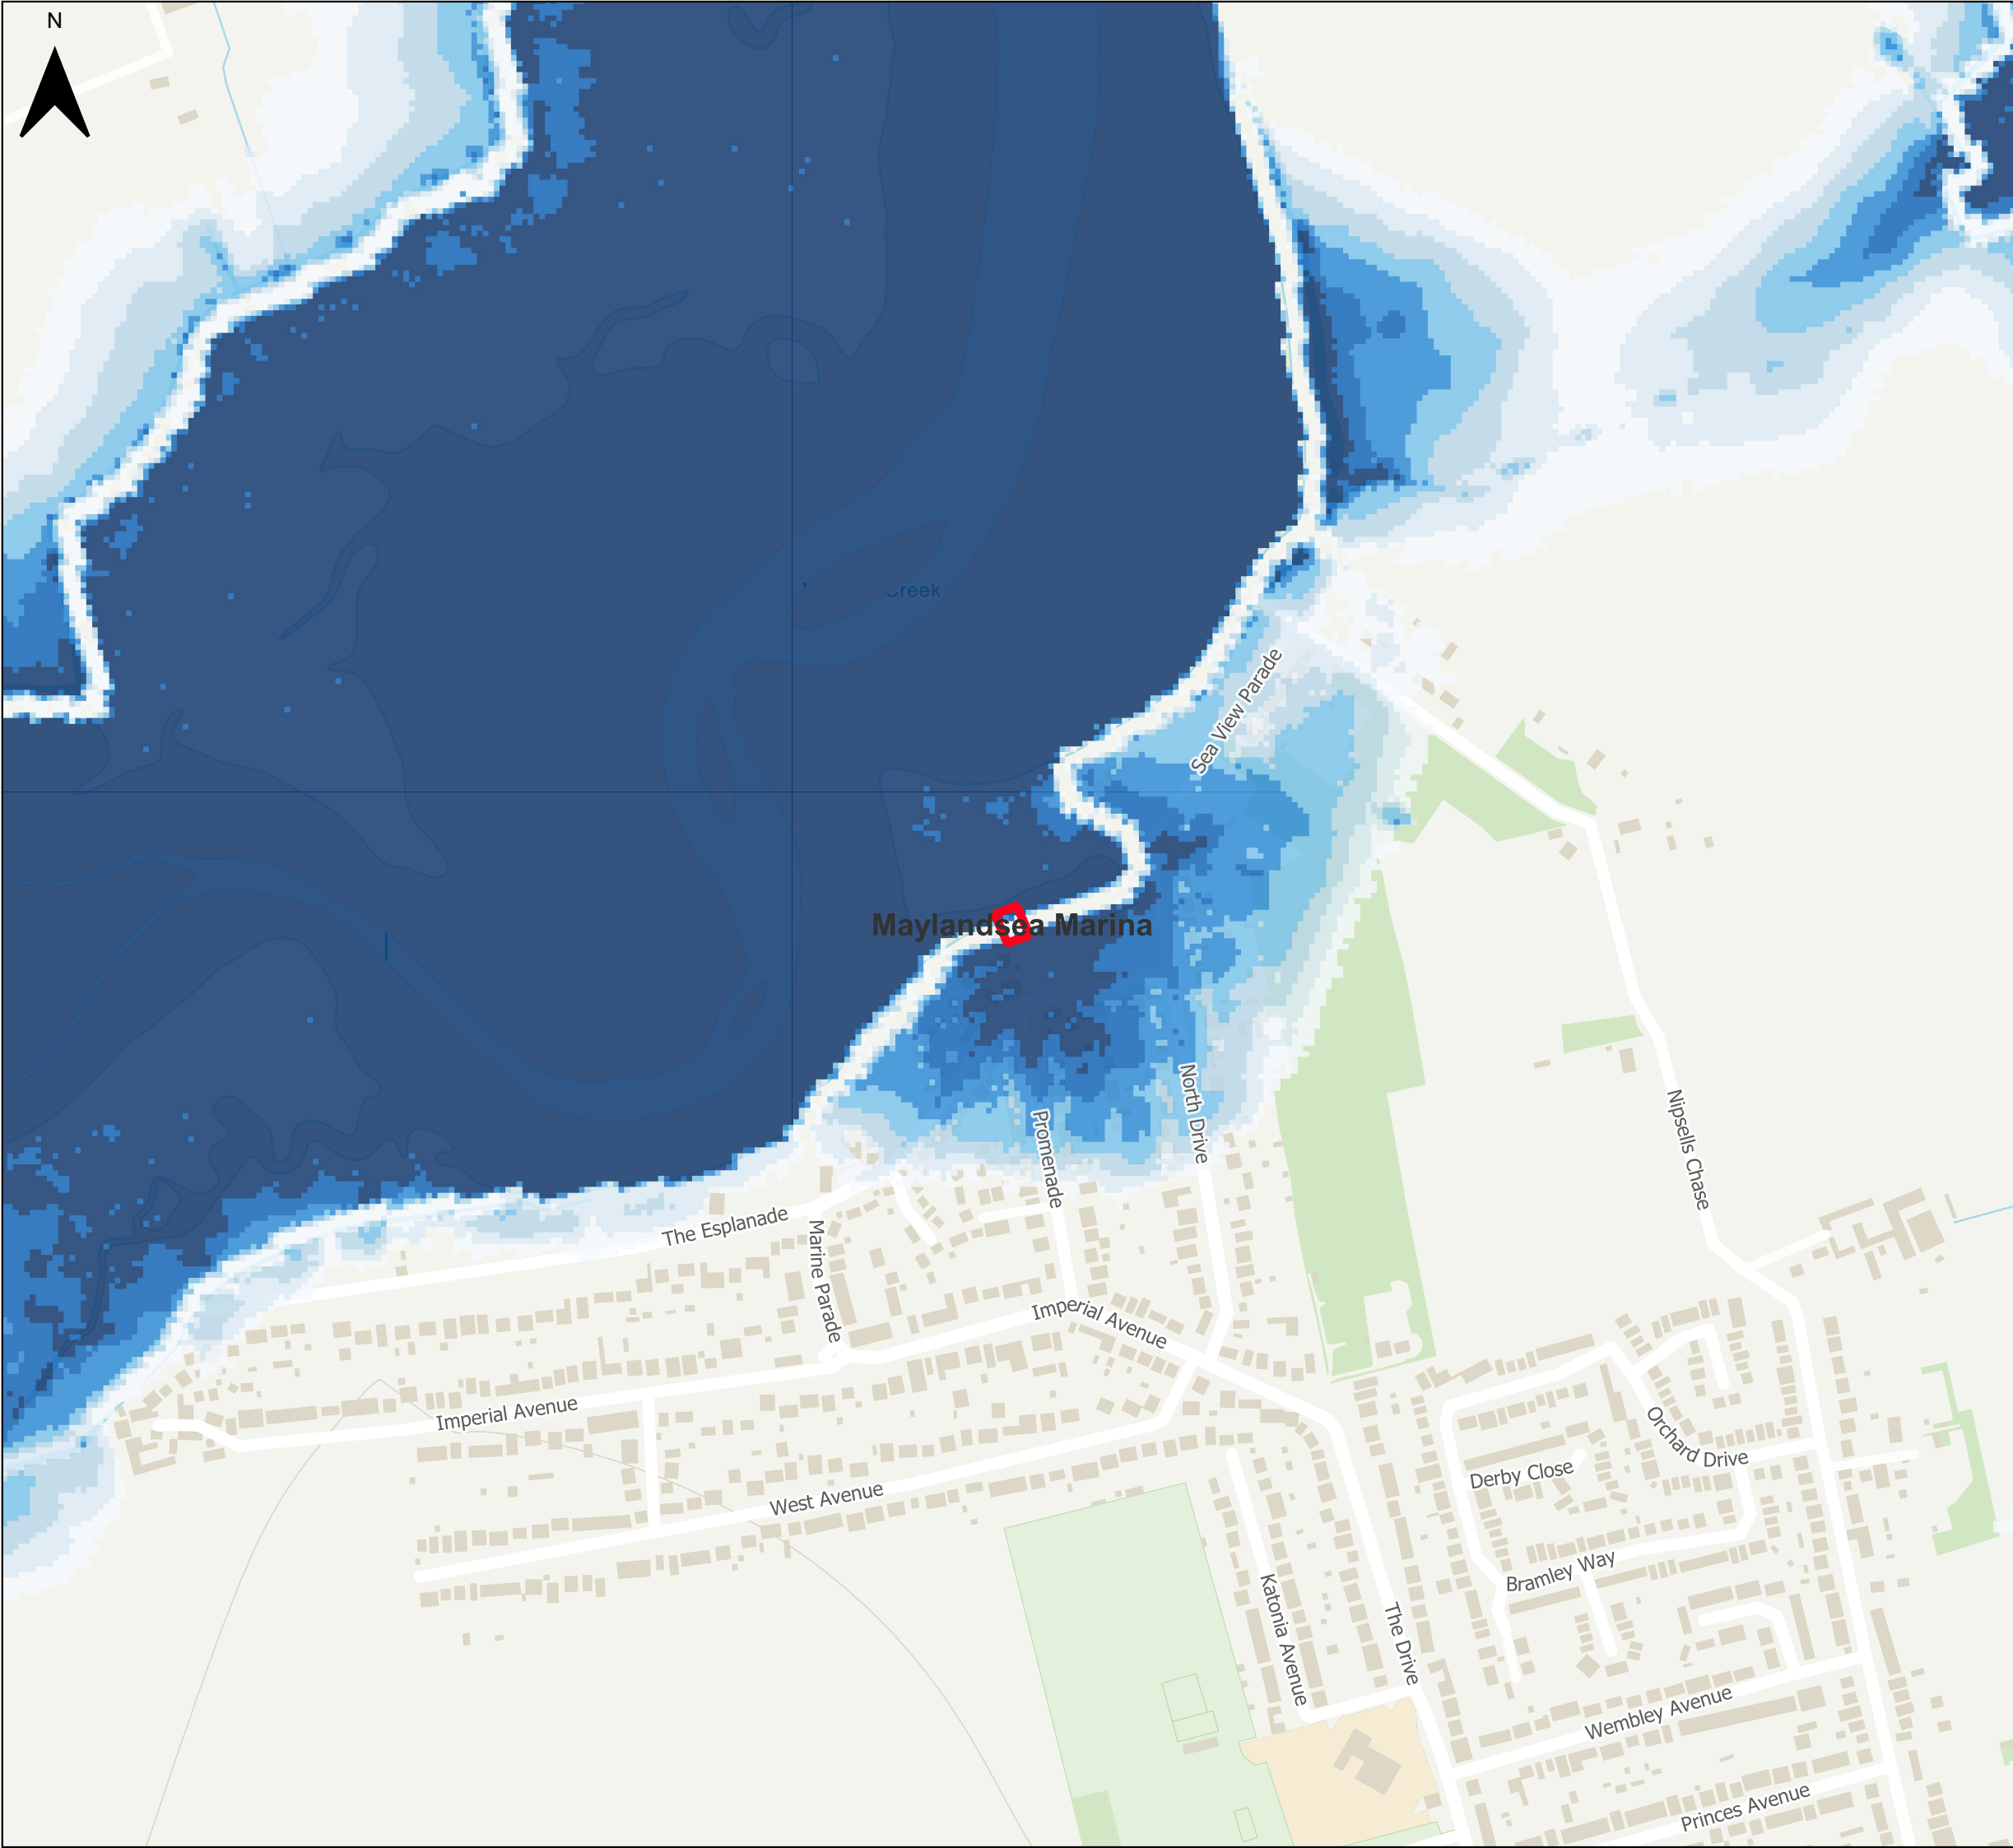 N
Creek
Sea View Parade
Maylandsea Marina
North Drive
Promenade
Nipsells Chase
The Esplanade
Marine Parade
Imperial Avenue
Imperial Avenue
Orchard Drive
Derby Close
West Avenue
Bramley Way
Katonia Avenue
The Drive
Wembley Avenue
Princes Avenue